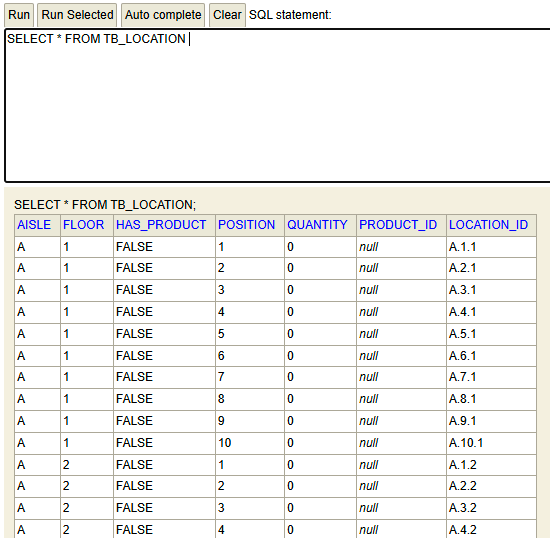 Run Run Selected Auto complete Clear SQL statement:
SELECT * FROM TB_LOCATION
SELECT * FROM TB_LOCATION;
AISLE FLOOR HAS_PRODUCT POSITION QUANTITY PRODUCT_ID LOCATION_ID
A 1 FALSE 1 0 null A.1.1
A 1 FALSE 2 0 null A.2.1
A 1 FALSE 3 0 null A.3.1
A 1 FALSE 4 0 null A.4.1
A 1 FALSE 5 0 null A.5.1
A 1 FALSE 6 0 null A.6.1
A 1 FALSE 7 0 null A.7.1
A 1 FALSE 8 0 null A.8.1
A 1 FALSE 9 0 null A.9.1
A 1 FALSE 10 0 null A.10.1
A 2 FALSE 1 0 null A.1.2
A 2 FALSE 2 0 null A.2.2
A 2 FALSE 3 0 null A.3.2
A 2 FALSE 4 0 null A.4.2